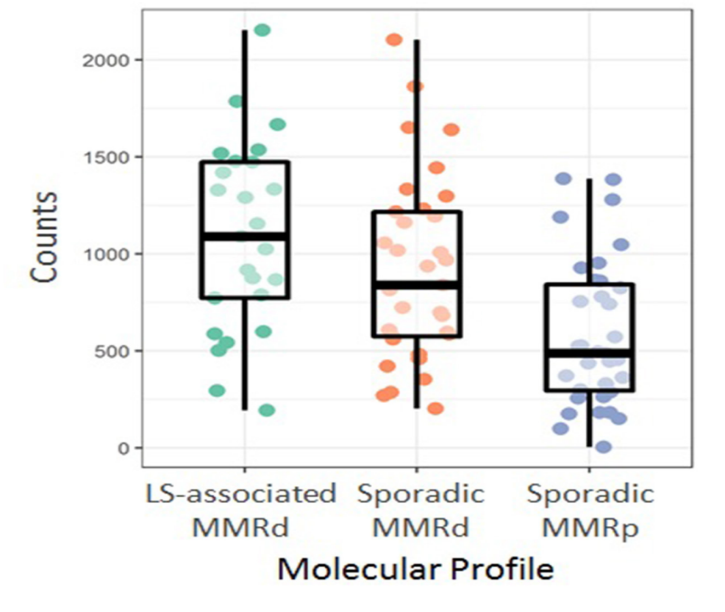 2000
1500
1000
500
0
Counts
LS-associated MMRd
Sporadic MMRd
Sporadic MMRp
Molecular Profile